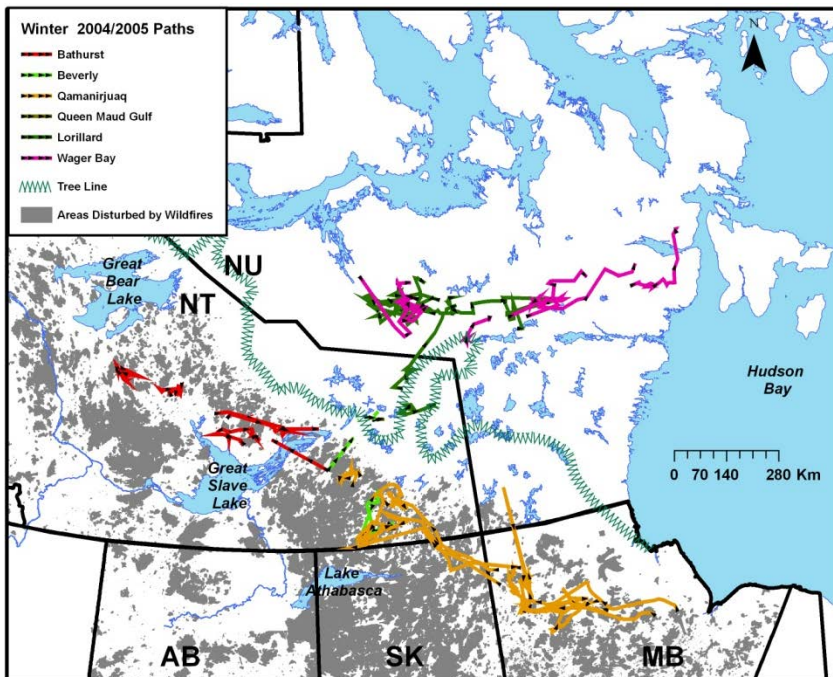 Winter 2004/2005 Paths
Bathurst
Beverly
Qamanirjuaq
Queen Maud Gulf
Lorillard
Wager Bay
Tree Line
Areas Disturbed by Wildfires
N
Great
Bear
Lake
NU
NT
Hudson
Bay
0 70 140 280 Km
Great
Slave
Lake
Lake
Athabasca
AB
SK
MB